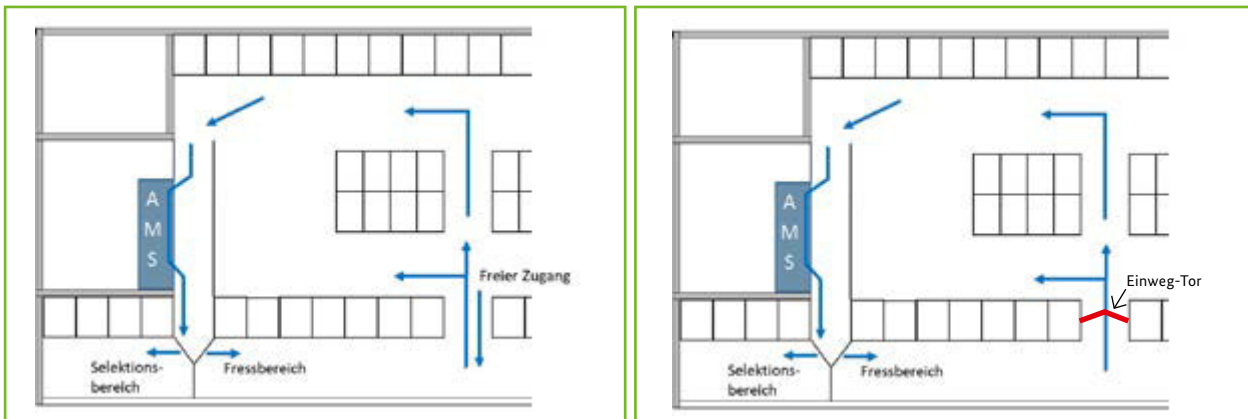 A
M
S
Freier Zugang
Selektions-
bereich
Fressbereich
A
M
S
Einweg-Tor
Selektions-
bereich
Fressbereich